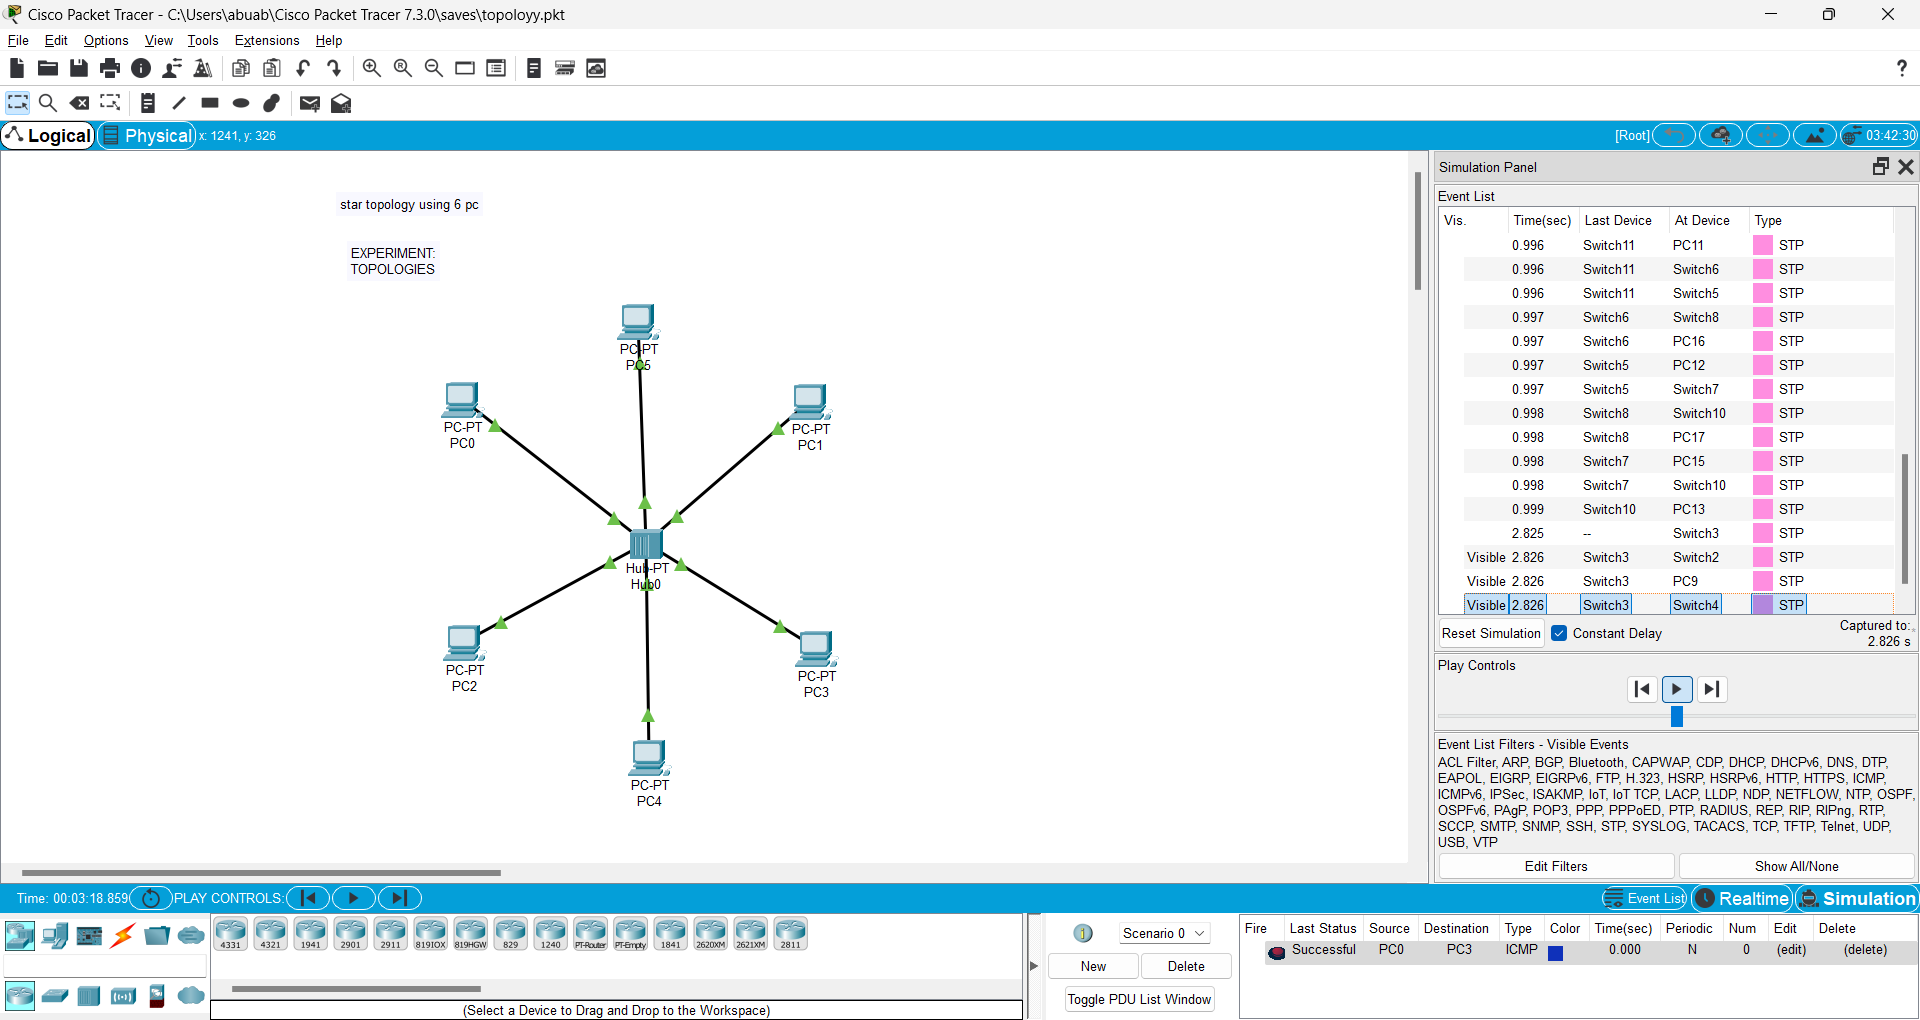 Cisco Packet Tracer - C:\Users\abuab\Cisco Packet Tracer 7.3.0\saves\topoloyy.pkt
File Edit Options View Tools Extensions Help
?
Logical Physical x: 1241, y: 326 [Root] 03:42:30
star topology using 6 pc
EXPERIMENT:
TOPOLOGIES
PC-PT
PC5
PC-PT
PC0
PC-PT
PC1
Hub-PT
Hub0
PC-PT
PC2
PC-PT
PC3
PC-PT
PC4
Simulation Panel
Event List
Vis. Time(sec) Last Device At Device Type
0.996 Switch11 PC11 STP
0.996 Switch11 Switch6 STP
0.996 Switch11 Switch5 STP
0.997 Switch6 Switch8 STP
0.997 Switch6 PC16 STP
0.997 Switch5 PC12 STP
0.997 Switch5 Switch7 STP
0.998 Switch8 Switch10 STP
0.998 Switch8 PC17 STP
0.998 Switch7 PC15 STP
0.998 Switch7 Switch10 STP
0.999 Switch10 PC13 STP
2.825 -- Switch3 STP
Visible 2.826 Switch3 Switch2 STP
Visible 2.826 Switch3 PC9 STP
Visible 2.826 Switch3 Switch4 STP
Reset Simulation Constant Delay Captured to:
2.826 s
Play Controls
Event List Filters - Visible Events
ACL Filter, ARP, BGP, Bluetooth, CAPWAP, CDP, DHCP, DHCPv6, DNS, DTP,
EAPOL, EIGRP, EIGRPv6, FTP, H.323, HSRP, HSRPv6, HTTP, HTTPS, ICMP,
ICMPv6, IPSec, ISAKMP, IoT, IoT TCP, LACP, LLDP, NDP, NETFLOW, NTP, OSPF,
OSPFv6, PAgP, POP3, PPP, PPPoED, PTP, RADIUS, REP, RIP, RIPng, RTP,
SCCP, SMTP, SNMP, SSH, STP, SYSLOG, TACACS, TCP, TFTP, Telnet, UDP,
USB, VTP
Edit Filters Show All/None
Time: 00:03:18.859 PLAY CONTROLS: Event List Realtime Simulation
4331 4321 1941 2901 2911 819IOX 819HGW 829 1240 PT-Router PT-Empty 1841 2620XM 2621XM 2811
(Select a Device to Drag and Drop to the Workspace)
1 Scenario 0
New Delete
Toggle PDU List Window
Fire Last Status Source Destination Type Color Time(sec) Periodic Num Edit Delete
Successful PC0 PC3 ICMP 0.000 N 0 (edit) (delete)